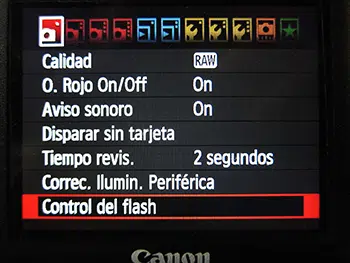 Calidad RAW
O. Rojo On/Off On
Aviso sonoro On
Disparar sin tarjeta
Tiempo revis. 2 segundos
Correc. Ilumin. Periférica
Control del flash
Canon